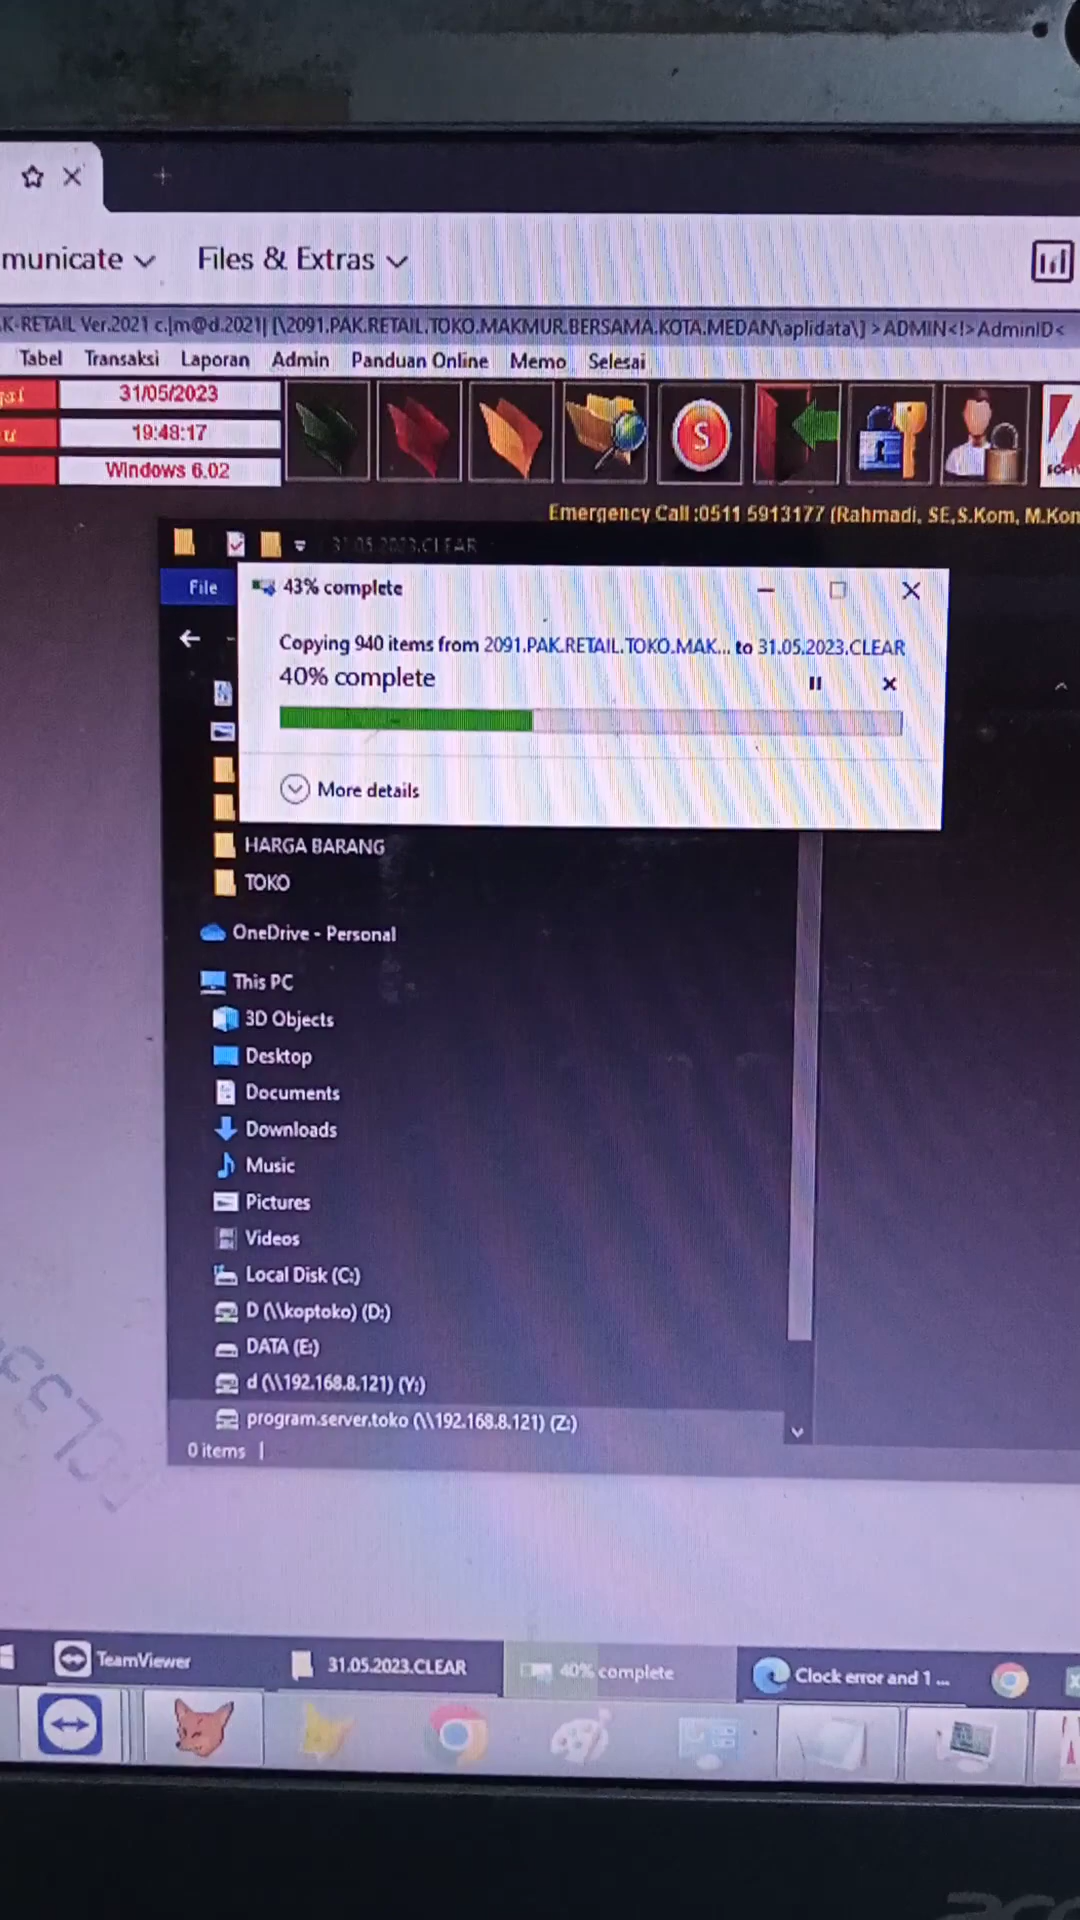 municate
Files & Extras
K-RETAIL Ver.2021 c.|m@d.2021| [\2091.PAK.RETAIL.TOKO.MAKMUR.BERSAMA.KOTA.MEDAN\aplidata\] >ADMIN<!>AdminID<
Tabel Transaksi Laporan Admin Panduan Online Memo Selesai
31/05/2023
19:48:17
Windows 6.02
Emergency Call :0511 5913177 (Rahmadi, SE,S.Kom, M.Kom
31.05.2023.CLEAR
File
43% complete
Copying 940 items from 2091.PAK.RETAIL.TOKO.MAK... to 31.05.2023.CLEAR
40% complete
More details
HARGA BARANG
TOKO
OneDrive - Personal
This PC
3D Objects
Desktop
Documents
Downloads
Music
Pictures
Videos
Local Disk (C:)
D (\\koptoko) (D:)
DATA (E:)
d (\\192.168.8.121) (Y:)
program.server.toko (\\192.168.8.121) (Z:)
0 items
TeamViewer
31.05.2023.CLEAR
40% complete
Clock error and 1 ...